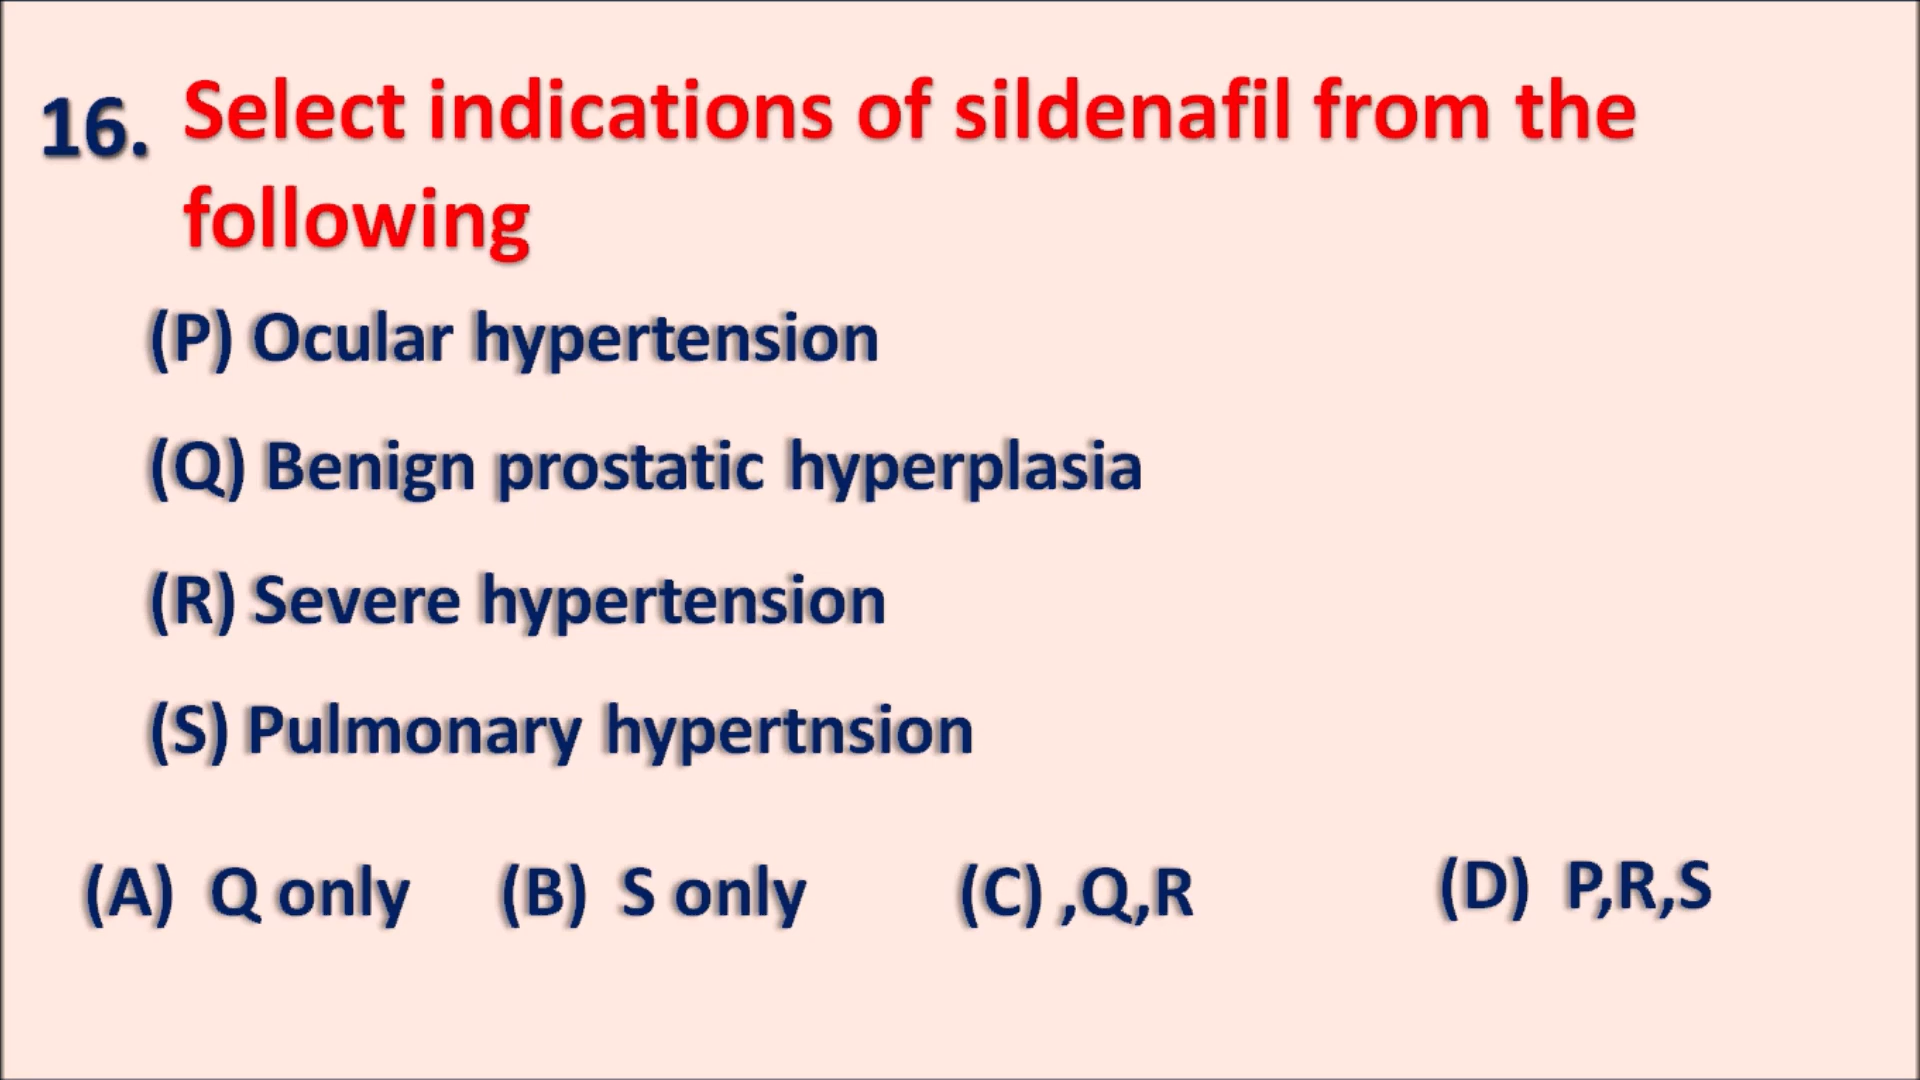 16. Select indications of sildenafil from the
following
(P) Ocular hypertension
(Q) Benign prostatic hyperplasia
(R) Severe hypertension
(S) Pulmonary hypertnsion
(A) Q only (B) S only (C) ,Q,R (D) P,R,S